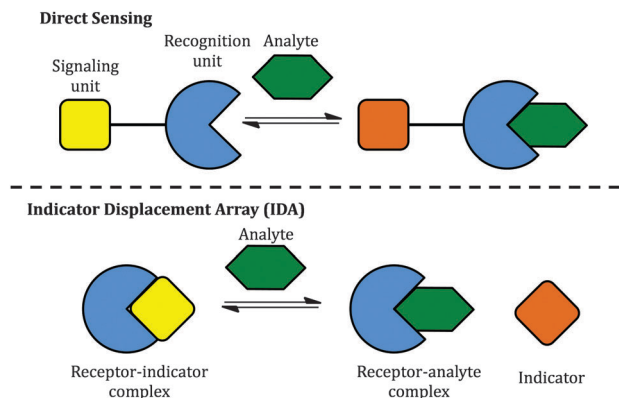 Direct Sensing
Signaling
unit
Recognition
unit
Analyte
Indicator Displacement Array (IDA)
Analyte
Receptor-indicator
complex
Receptor-analyte
complex
Indicator